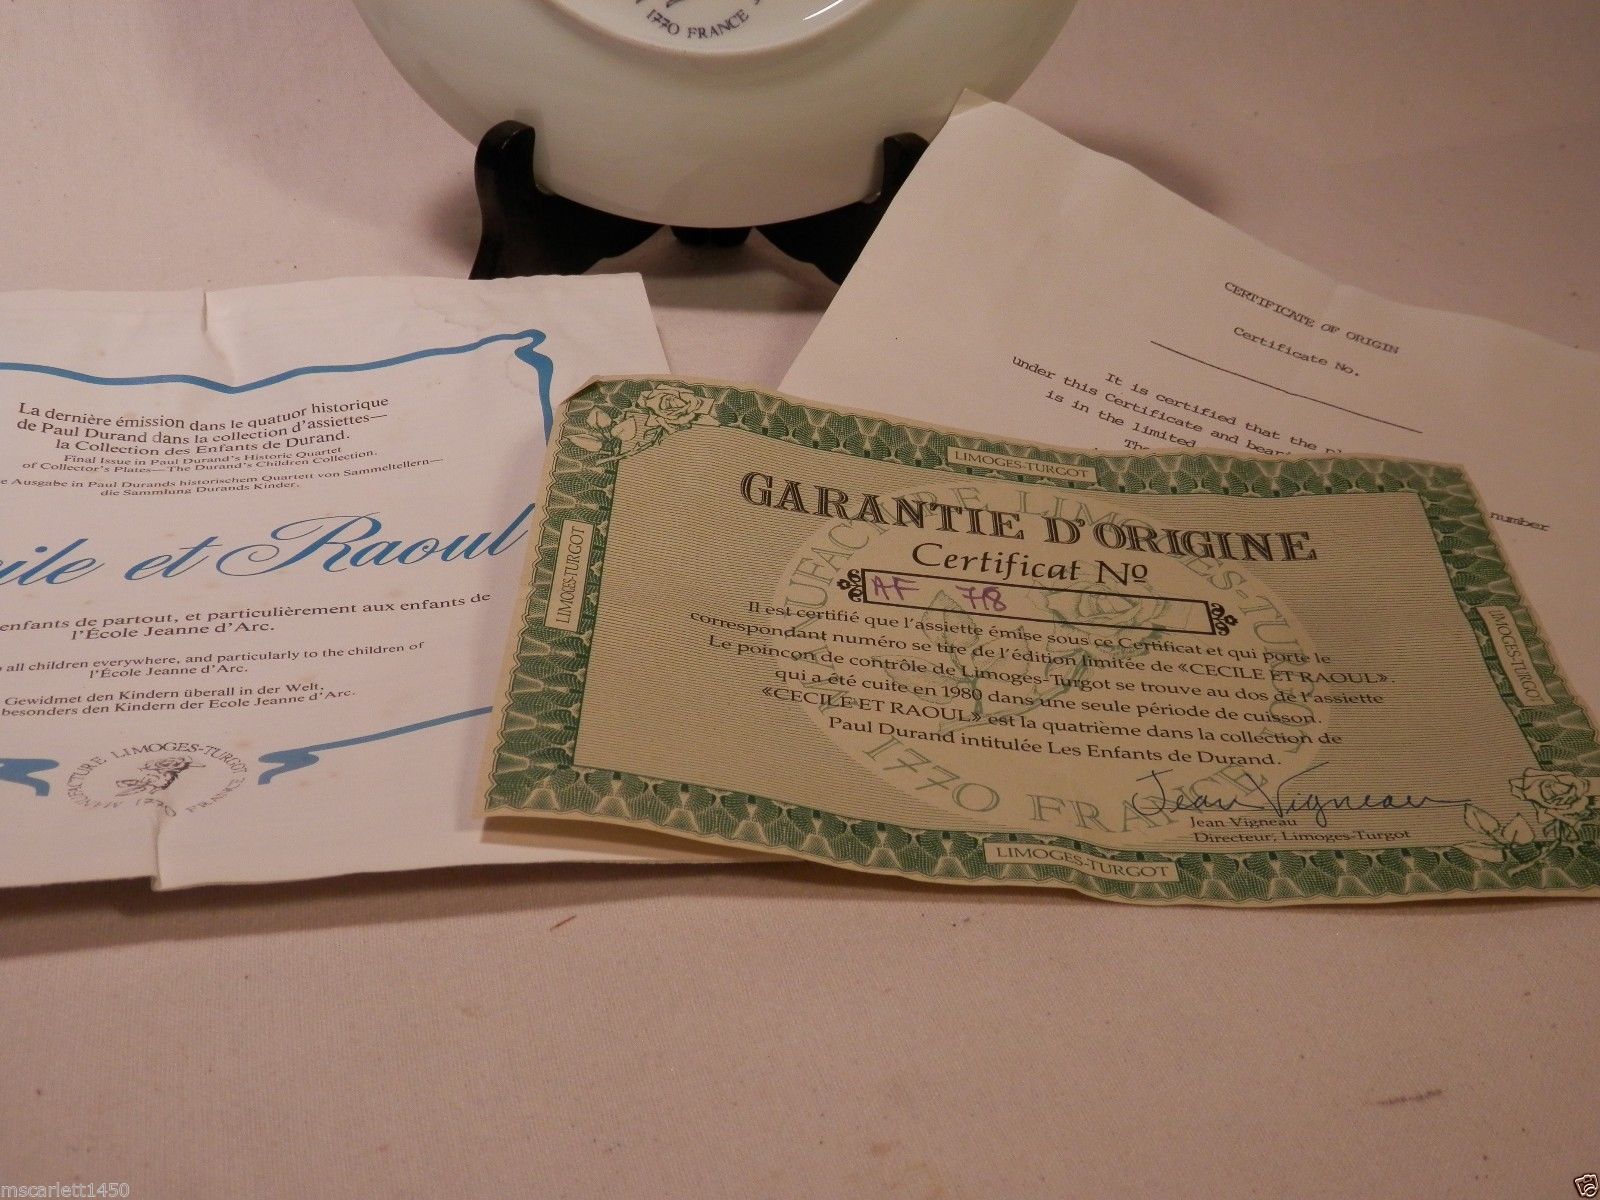 1770 FRANCE
La dernière émission dans le quatuor historique
de Paul Durand dans la collection d'assiettes—
la Collection des Enfants de Durand.
Final Issue in Paul Durand's Historic Quartet
of Collector's Plates—The Durand's Children Collection.
Ausgabe in Paul Durands historischem Quartett von Sammeltellern—
die Sammlung Durands Kinder.
cile et Raoul
enfants de partout, et particulièrement aux enfants de
l'École Jeanne d'Arc.
all children everywhere, and particularly to the children of
l'École Jeanne d'Arc.
Gewidmet den Kindern überall in der Welt,
besonders den Kindern der Ecole Jeanne d'Arc.
MANUFACTURE LIMOGES-TURGOT
1770 FRANCE
CERTIFICATE OF ORIGIN
Certificate No.
It is certified that the
under this Certificate and
is in the limited
number
LIMOGES-TURGOT
LIMOGES-TURGOT
LIMOGES-TURGOT
LIMOGES-TURGOT
GARANTIE D'ORIGINE
Certificat Nº
AF 718
Il est certifié que l'assiette émise sous ce Certificat et qui porte le
correspondant numéro se tire de l'édition limitée de «CECILE ET RAOUL».
Le poinçon de contrôle de Limoges-Turgot se trouve au dos de l'assiette
qui a été cuite en 1980 dans une seule période de cuisson.
«CECILE ET RAOUL» est la quatrième dans la collection de
Paul Durand intitulée Les Enfants de Durand.
Jean Vigneau
Jean Vigneau
Directeur, Limoges-Turgot
1770 FRANCE
mscarlett1450